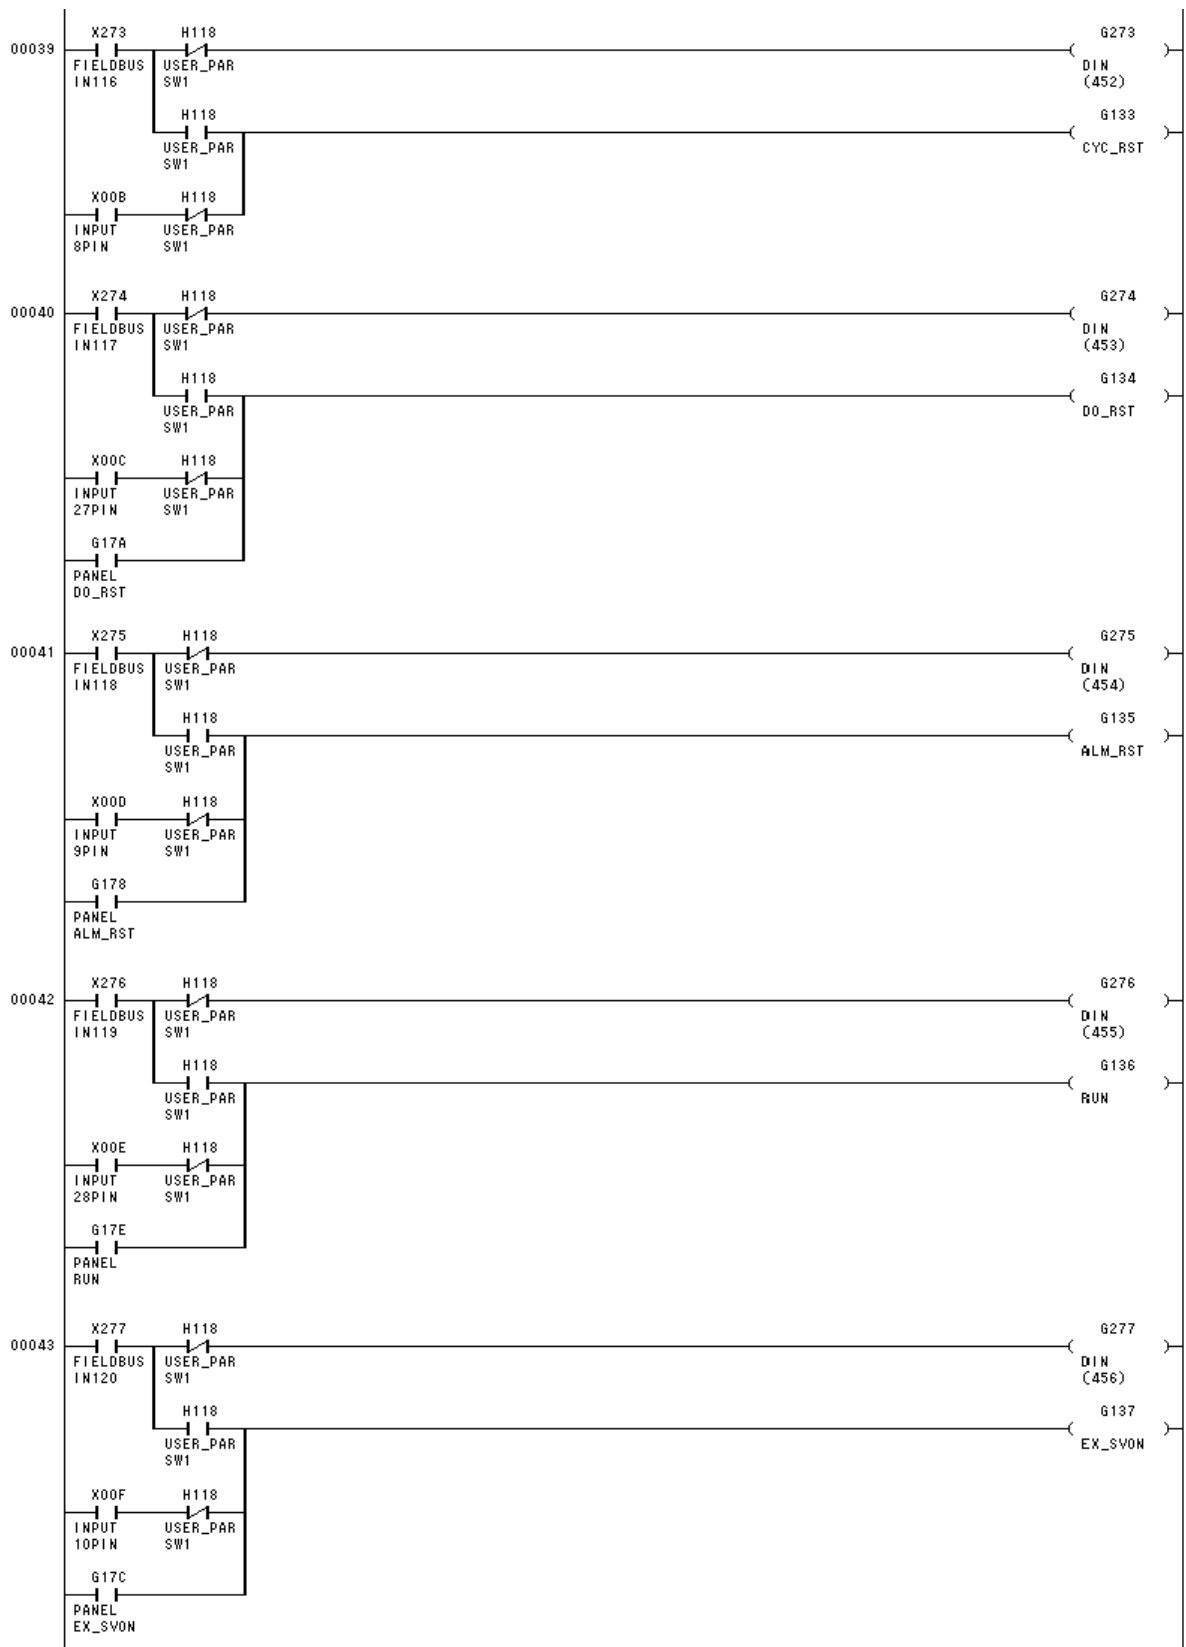 X273 H118 G273
00039
FIELDBUS USER_PAR DIN
IN116 SW1 (452)
H118 G133
USER_PAR CYC_RST
SW1
X00B H118
INPUT USER_PAR
8PIN SW1
X274 H118 G274
00040
FIELDBUS USER_PAR DIN
IN117 SW1 (453)
H118 G134
USER_PAR DO_RST
SW1
X00C H118
INPUT USER_PAR
27PIN SW1
G17A
PANEL
DO_RST
X275 H118 G275
00041
FIELDBUS USER_PAR DIN
IN118 SW1 (454)
H118 G135
USER_PAR ALM_RST
SW1
X00D H118
INPUT USER_PAR
9PIN SW1
G178
PANEL
ALM_RST
X276 H118 G276
00042
FIELDBUS USER_PAR DIN
IN119 SW1 (455)
H118 G136
USER_PAR RUN
SW1
X00E H118
INPUT USER_PAR
28PIN SW1
G17E
PANEL
RUN
X277 H118 G277
00043
FIELDBUS USER_PAR DIN
IN120 SW1 (456)
H118 G137
USER_PAR EX_SVON
SW1
X00F H118
INPUT USER_PAR
10PIN SW1
G17C
PANEL
EX_SVON